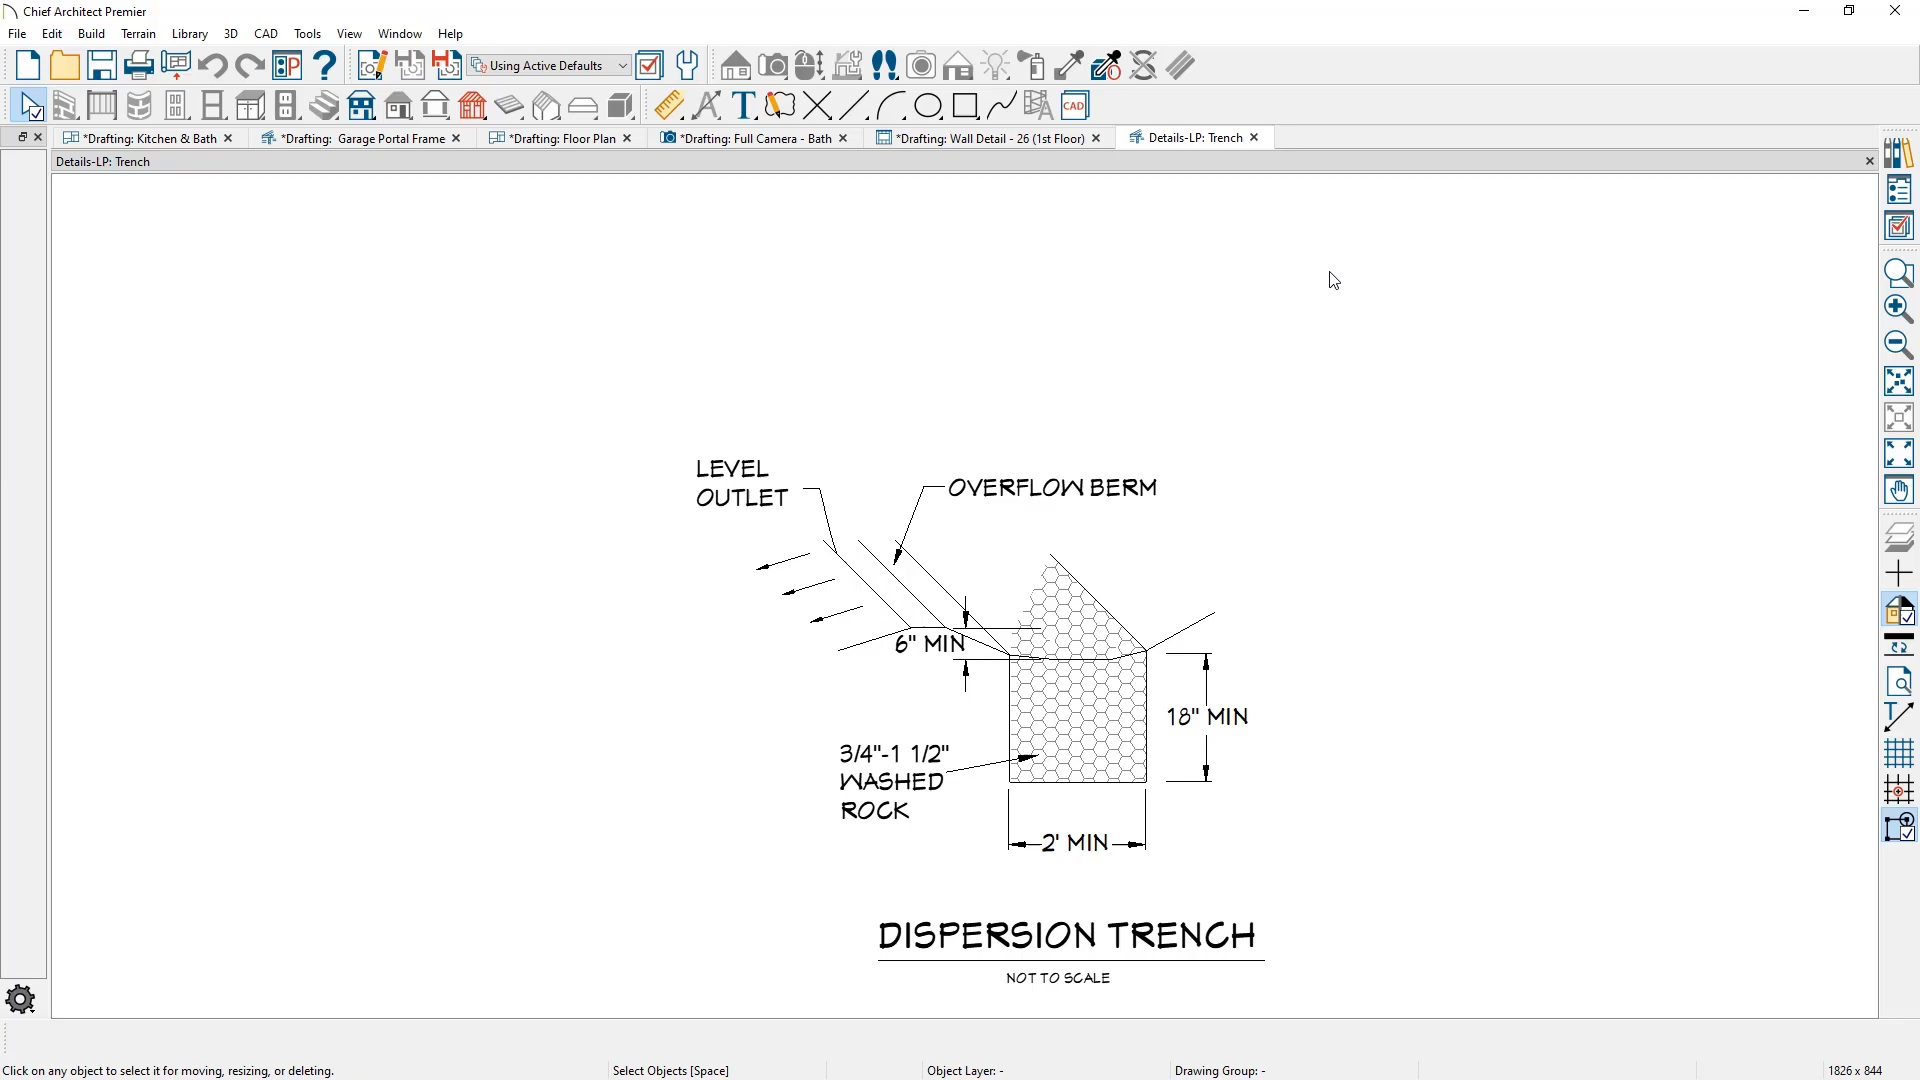 Chief Architect Premier
File Edit Build Terrain Library 3D CAD Tools View Window Help
Using Active Defaults
CAD
*Drafting: Kitchen & Bath
*Drafting: Garage Portal Frame
*Drafting: Floor Plan
*Drafting: Full Camera - Bath
*Drafting: Wall Detail - 26 (1st Floor)
Details-LP: Trench
Details-LP: Trench
LEVEL
OUTLET
OVERFLOW BERM
6" MIN
18" MIN
3/4"-1 1/2"
WASHED
ROCK
2' MIN
DISPERSION TRENCH
NOT TO SCALE
Click on any object to select it for moving, resizing, or deleting.
Select Objects [Space]
Object Layer: -
Drawing Group: -
1826 x 844